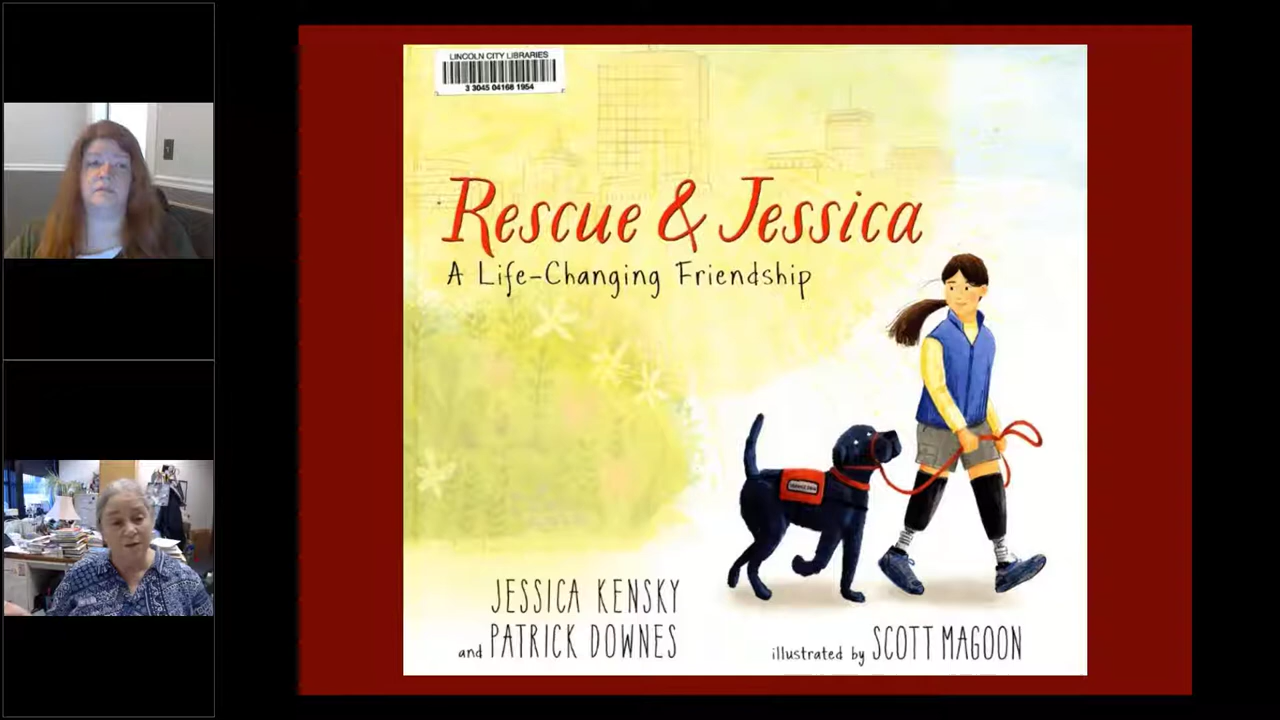 LINCOLN CITY LIBRARIES
3 3045 04168 1954
Rescue & Jessica
A Life-Changing Friendship
JESSICA KENSKY
and PATRICK DOWNES
illustrated by SCOTT MAGOON